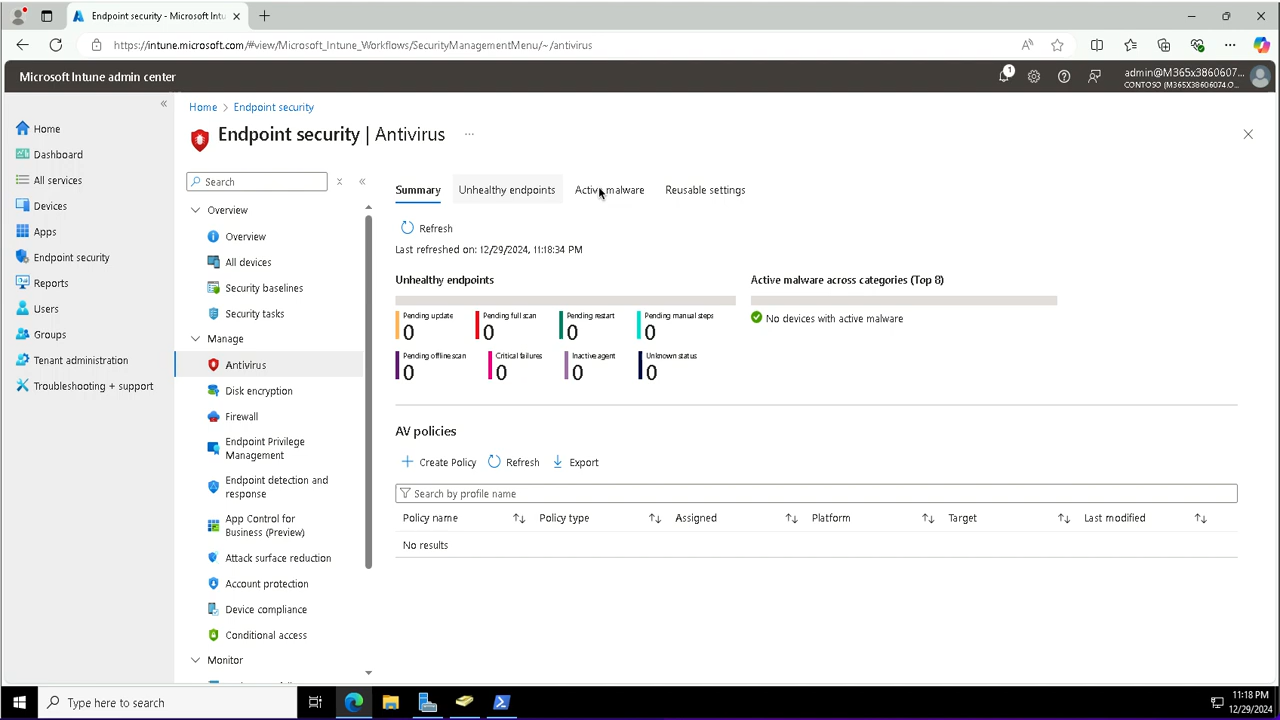 Endpoint security - Microsoft Intu
https://intune.microsoft.com/#view/Microsoft_Intune_Workflows/SecurityManagementMenu/~/antivirus
Microsoft Intune admin center
1
admin@M365x3860607...
CONTOSO (M365X38606074.O...
Home
Dashboard
All services
Devices
Apps
Endpoint security
Reports
Users
Groups
Tenant administration
Troubleshooting + support
Home > Endpoint security
Endpoint security | Antivirus
Search
Overview
Overview
All devices
Security baselines
Security tasks
Manage
Antivirus
Disk encryption
Firewall
Endpoint Privilege
Management
Endpoint detection and
response
App Control for
Business (Preview)
Attack surface reduction
Account protection
Device compliance
Conditional access
Monitor
Summary Unhealthy endpoints Active malware Reusable settings
Refresh
Last refreshed on: 12/29/2024, 11:18:34 PM
Unhealthy endpoints
Pending update Pending full scan Pending restart Pending manual steps
0 0 0 0
Pending offline scan Critical failures Inactive agent Unknown status
0 0 0 0
Active malware across categories (Top 8)
No devices with active malware
AV policies
Create Policy Refresh Export
Search by profile name
Policy name Policy type Assigned Platform Target Last modified
No results
Type here to search
11:18 PM
12/29/2024